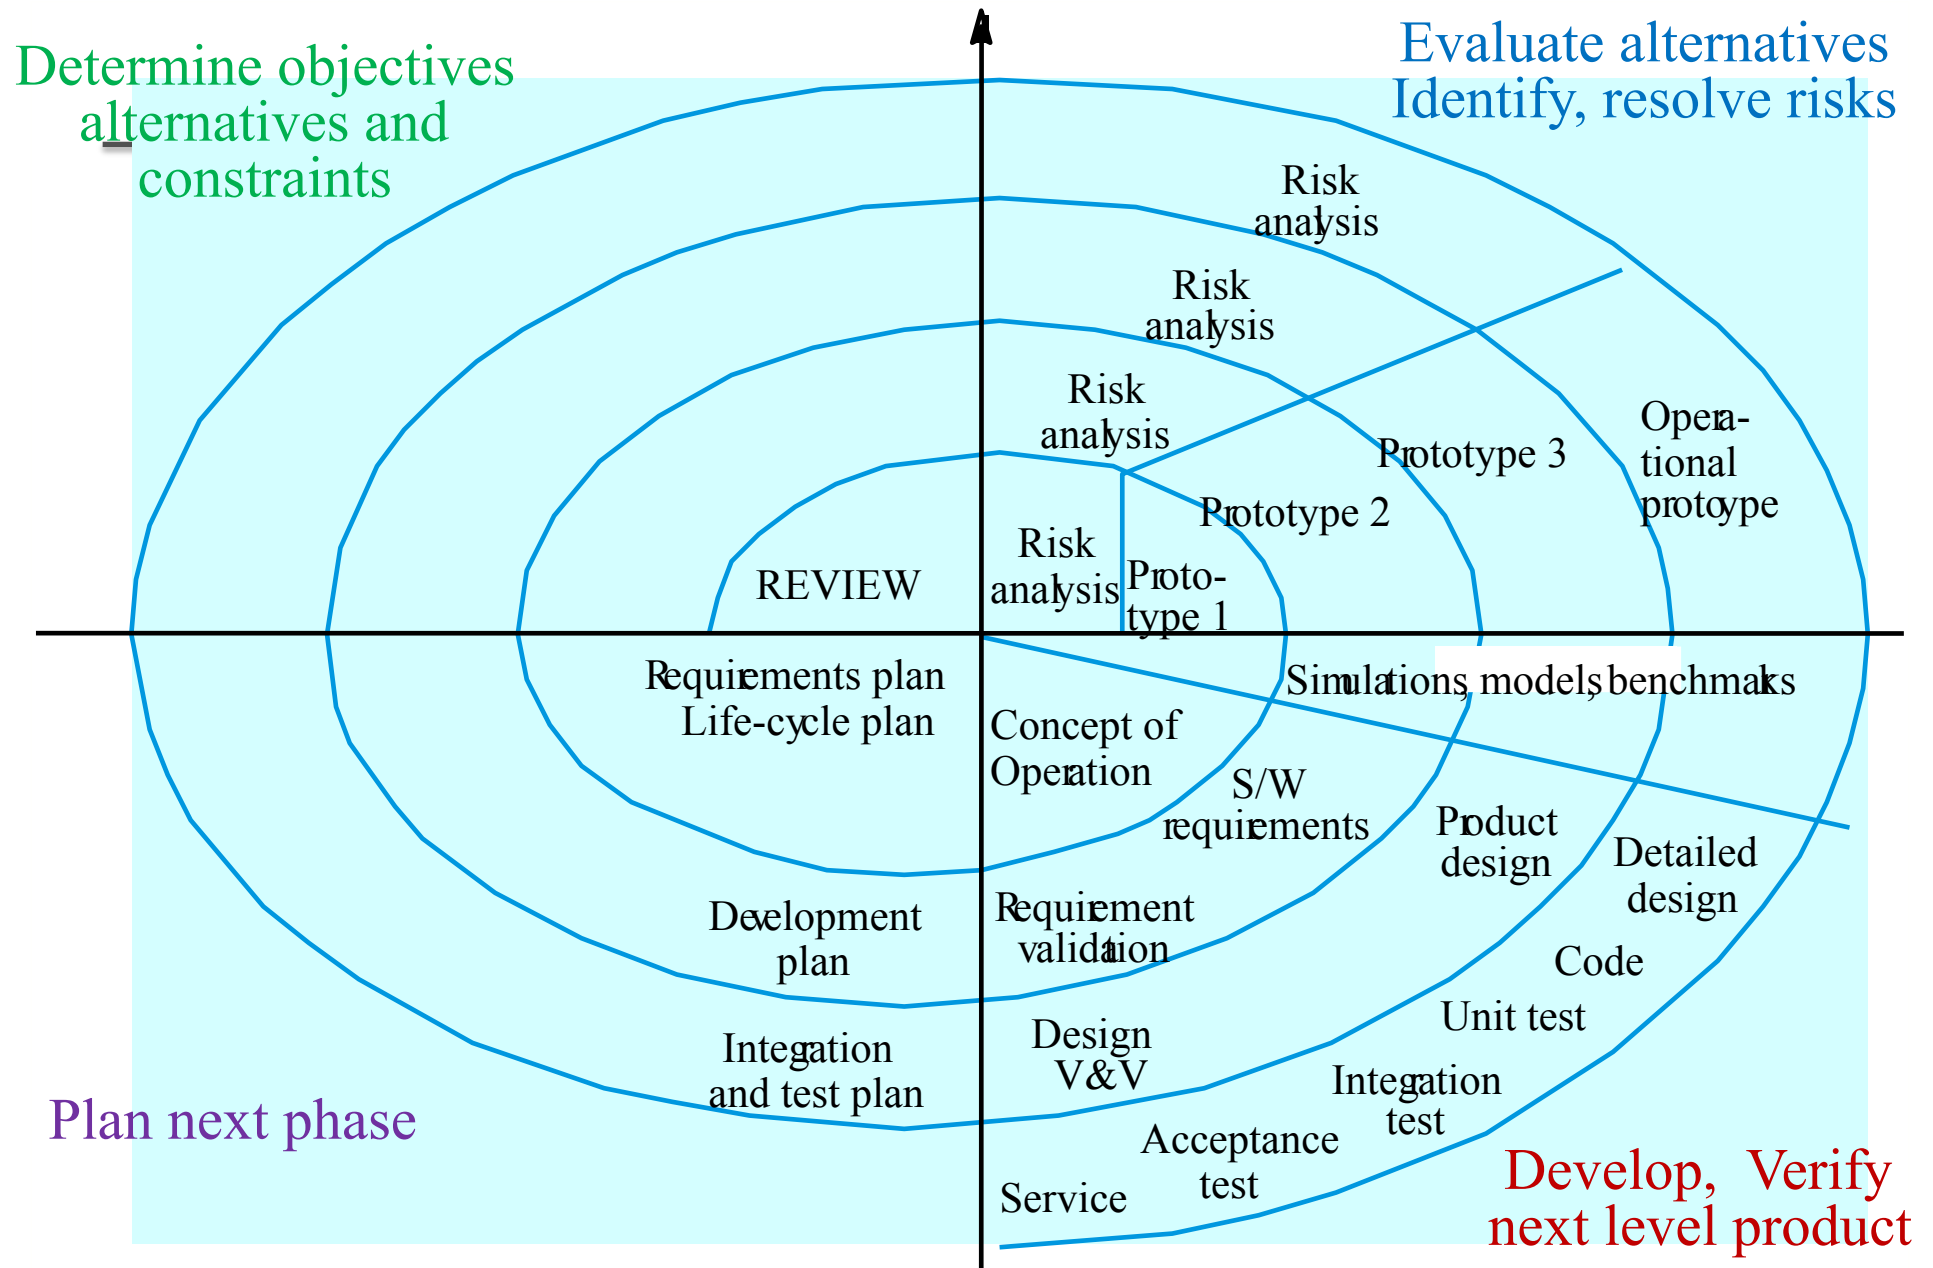 Determine objectives
alternatives and
constraints
Evaluate alternatives
Identify, resolve risks
Risk
analysis
Risk
analysis
Risk
analysis
Risk
analysis
Proto-
type 1
Prototype 2
Prototype 3
Opera-
tional
prototype
REVIEW
Requirements plan
Life-cycle plan
Development
plan
Integration
and test plan
Plan next phase
Simulations, models, benchmarks
Concept of
Operation
S/W
requirements
Product
design
Detailed
design
Requirement
validation
Code
Unit test
Design
V&V
Integration
test
Acceptance
test
Service
Develop, Verify
next level product